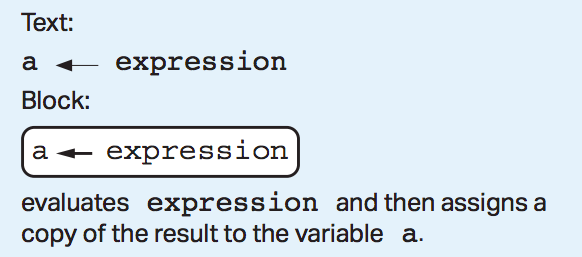 Text:
a ← expression
Block:
a ← expression
evaluates expression and then assigns a
copy of the result to the variable a.